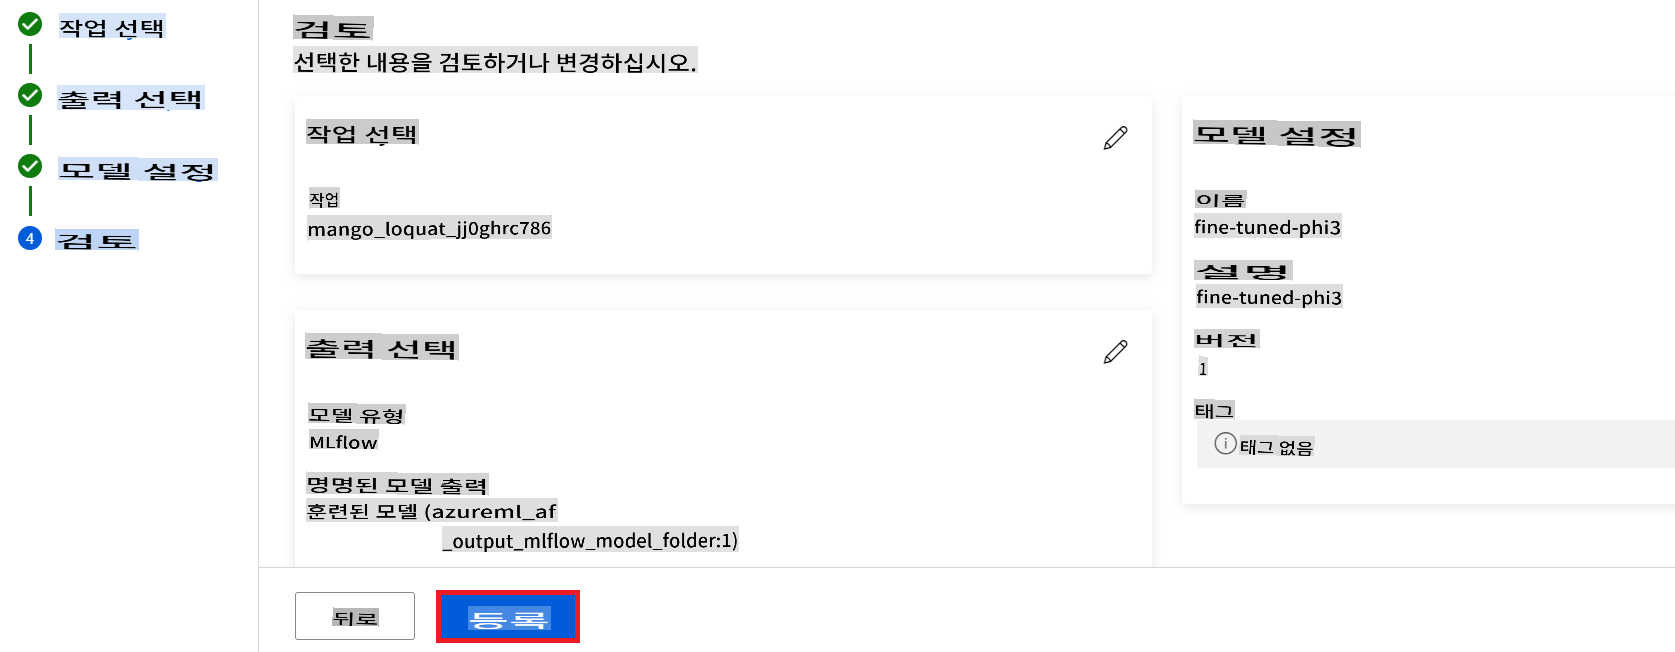 작업 선택
출력 선택
모델 설정
4
검토
검토
선택한 내용을 검토하거나 변경하십시오.
작업 선택
작업
mango_loquat_jj0ghrc786
출력 선택
모델 유형
MLflow
명명된 모델 출력
훈련된 모델 (azureml_af
_output_mlflow_model_folder:1)
모델 설정
이름
fine-tuned-phi3
설명
fine-tuned-phi3
버전
1
태그
태그 없음
뒤로
등록